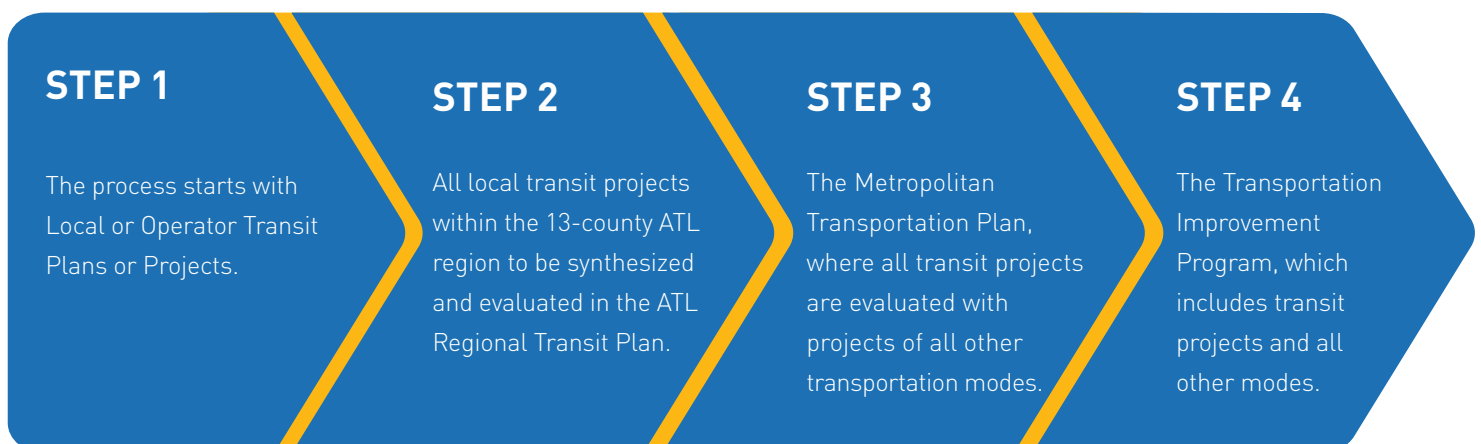 STEP 1
The process starts with
Local or Operator Transit
Plans or Projects.
STEP 2
All local transit projects
within the 13-county ATL
region to be synthesized
and evaluated in the ATL
Regional Transit Plan.
STEP 3
The Metropolitan
Transportation Plan,
where all transit projects
are evaluated with
projects of all other
transportation modes.
STEP 4
The Transportation
Improvement
Program, which
includes transit
projects and all
other modes.